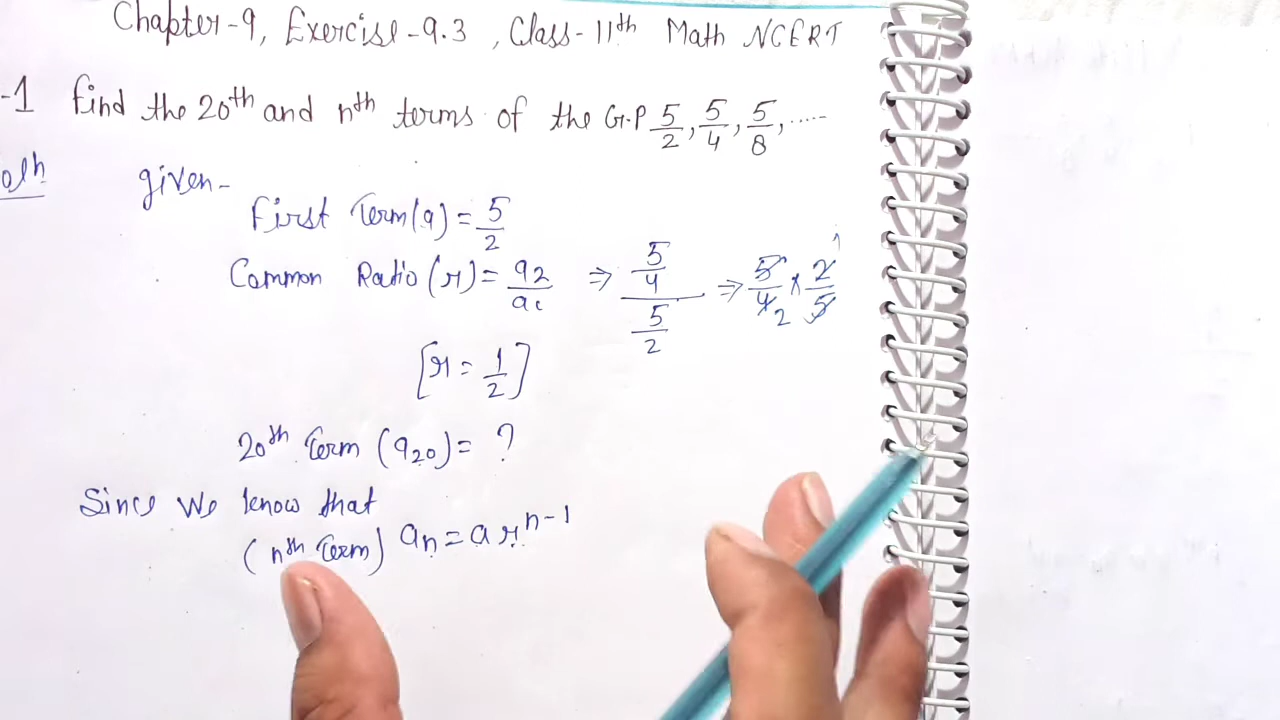 Chapter-9, Exercise-9.3, Class-11th Math NCERT
-1 find the 20th and nth terms of the G.P 5/2, 5/4, 5/8, .....
given-
First Term(a) = 5/2
Common Ratio (r) = a2/a1 ⇒ 5/4 / 5/2 ⇒ 5/4 2 × 2/5 1
[r = 1/2]
20th Term (a20) = ?
Since We know that
(nth Term) an = a r^n-1